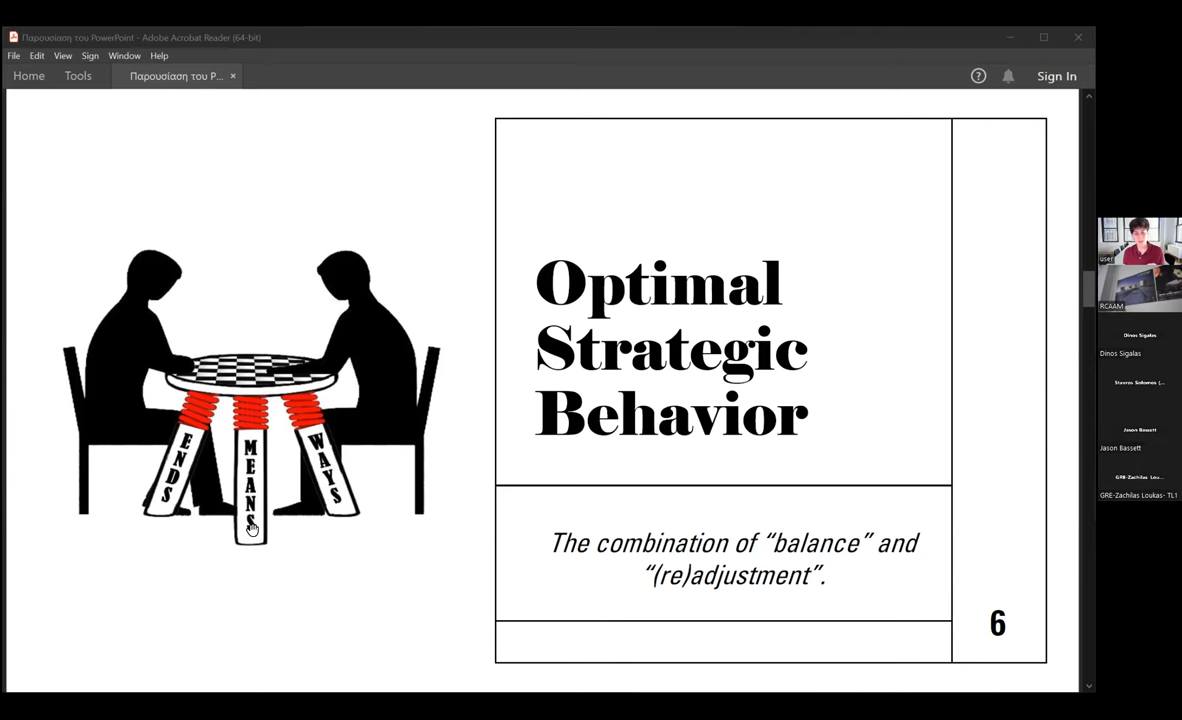 Παρουσίαση του PowerPoint - Adobe Acrobat Reader (64-bit)
File Edit View Sign Window Help
Home Tools Παρουσίαση του P... × Sign In
Optimal
Strategic
Behavior
ENDS
MEANS
WAYS
The combination of “balance” and
“(re)adjustment”.
6
user
RCAAM
Dinos Sigalas
Dinos Sigalas
Stavros Solomos (...
Jason Bassett
Jason Bassett
GRE-Zachilas Lou...
GRE-Zachilas Loukas- TL1